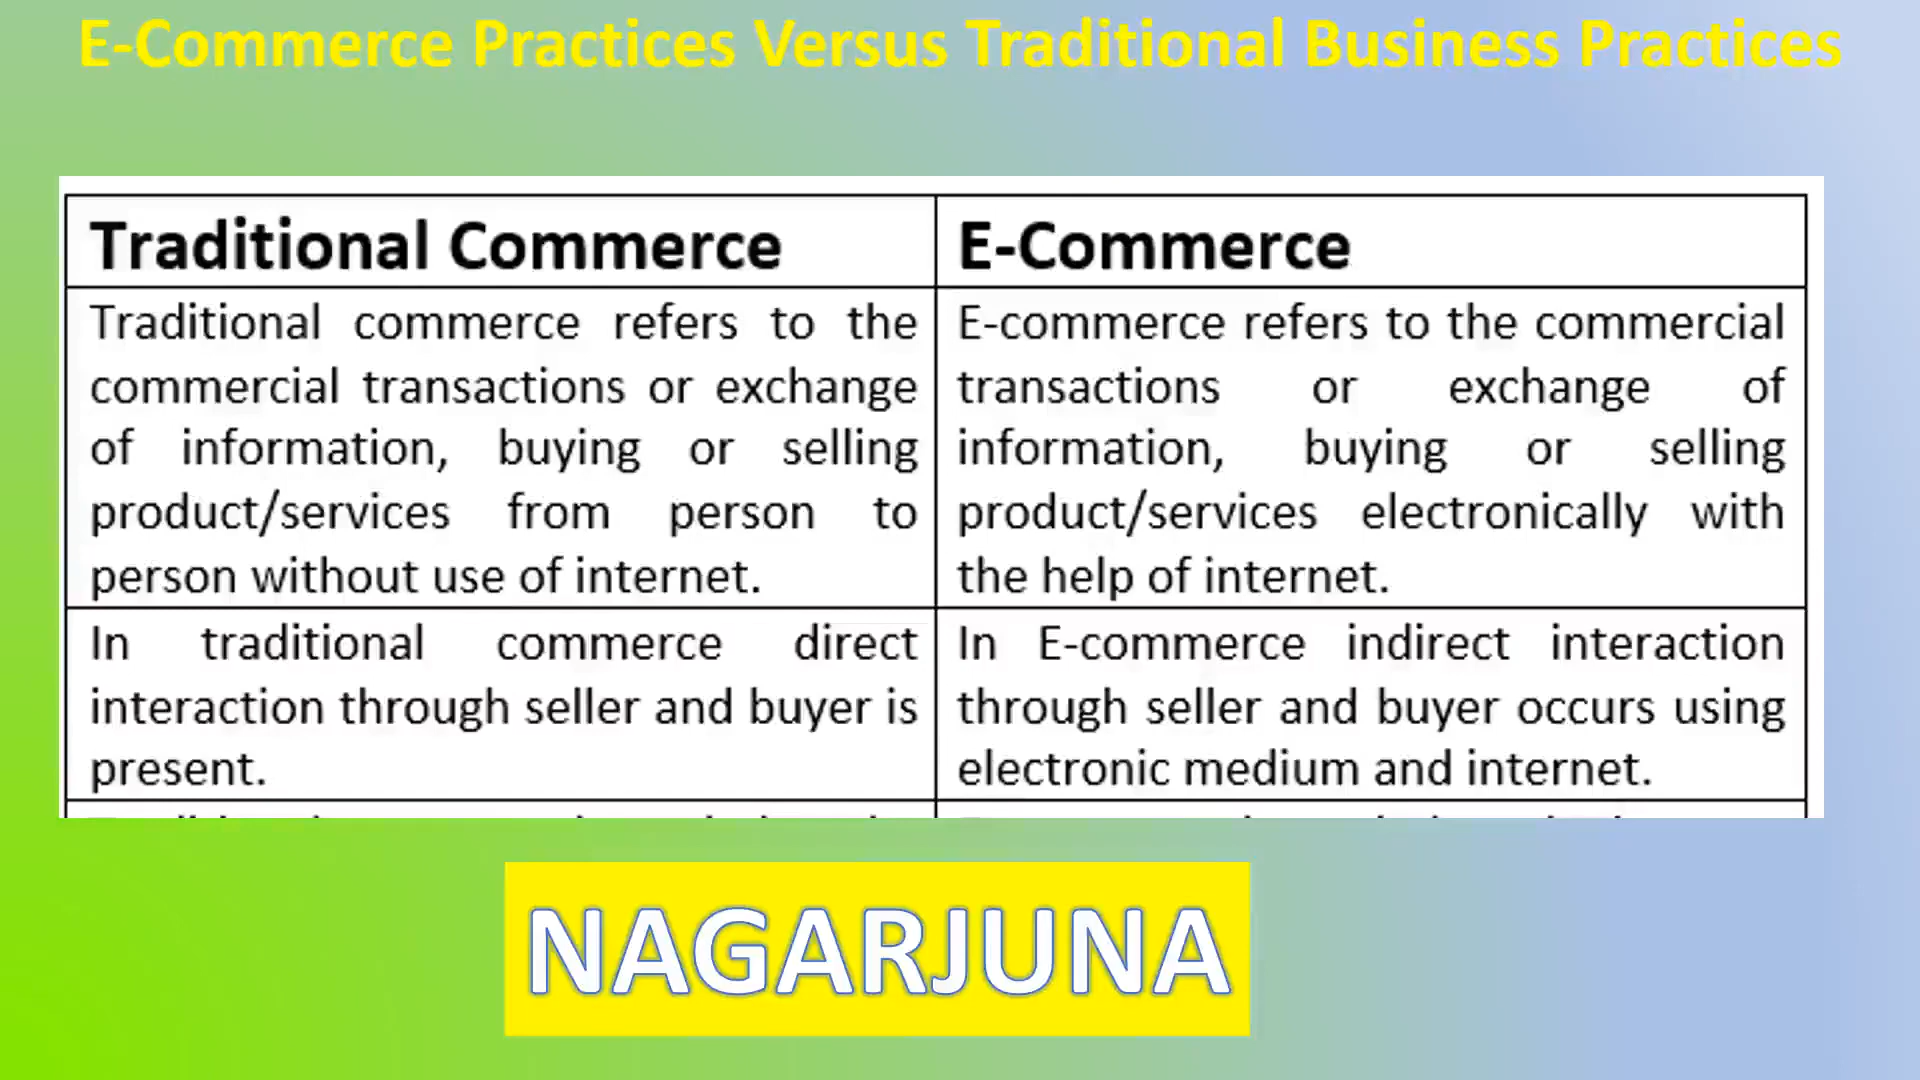 E-Commerce Practices Versus Traditional Business Practices
Traditional Commerce
Traditional commerce refers to the
commercial transactions or exchange
of information, buying or selling
product/services from person to
person without use of internet.
In traditional commerce direct
interaction through seller and buyer is
present.
E-Commerce
E-commerce refers to the commercial
transactions or exchange of
information, buying or selling
product/services electronically with
the help of internet.
In E-commerce indirect interaction
through seller and buyer occurs using
electronic medium and internet.
NAGARJUNA